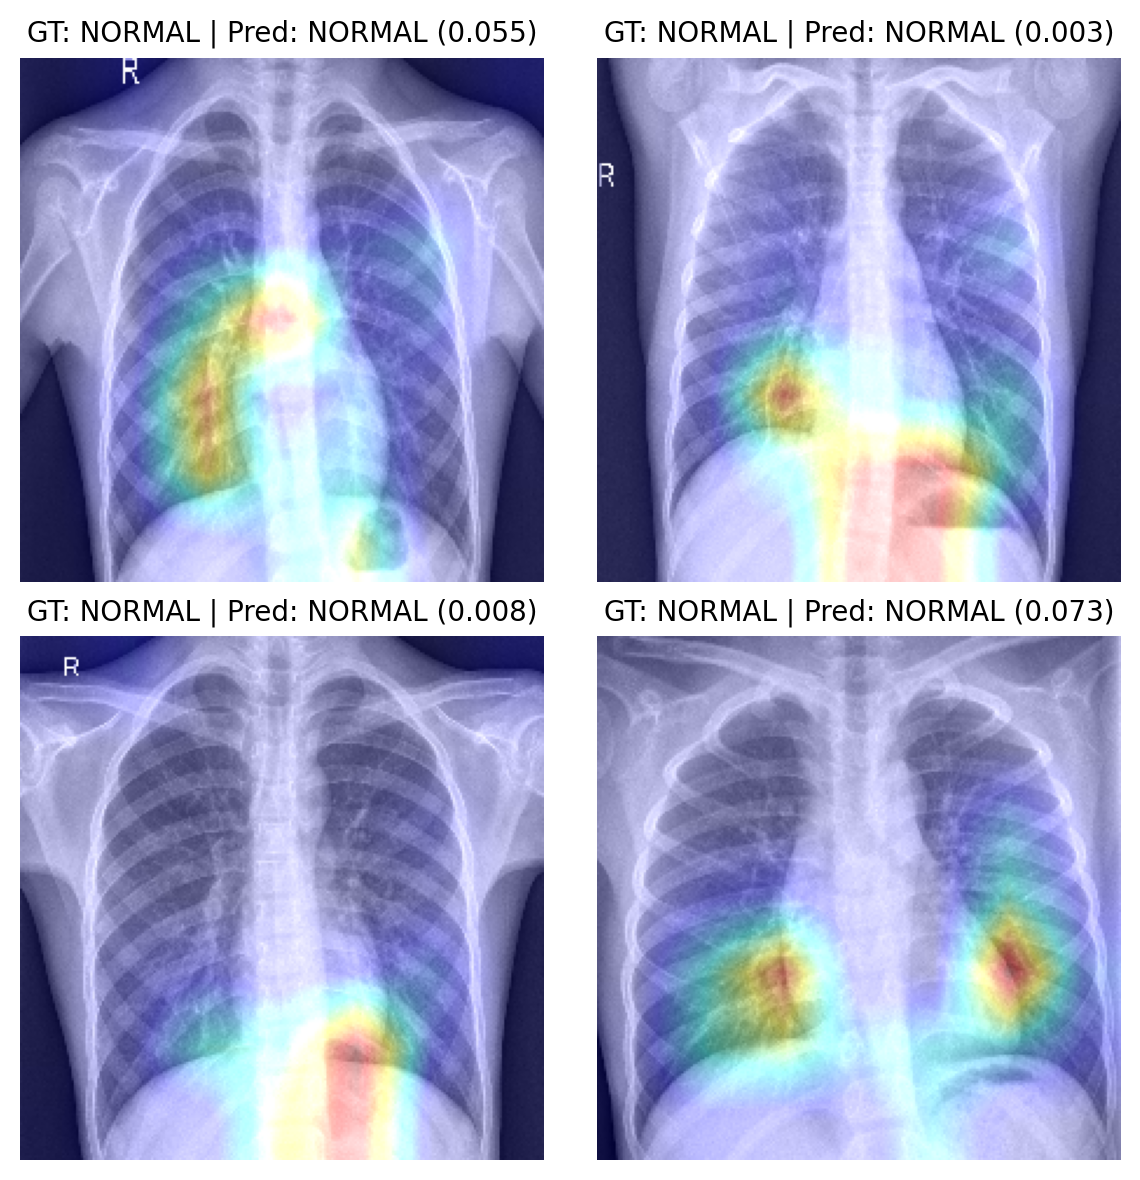 GT: NORMAL | Pred: NORMAL (0.055)
GT: NORMAL | Pred: NORMAL (0.003)
R
R
GT: NORMAL | Pred: NORMAL (0.008)
GT: NORMAL | Pred: NORMAL (0.073)
R